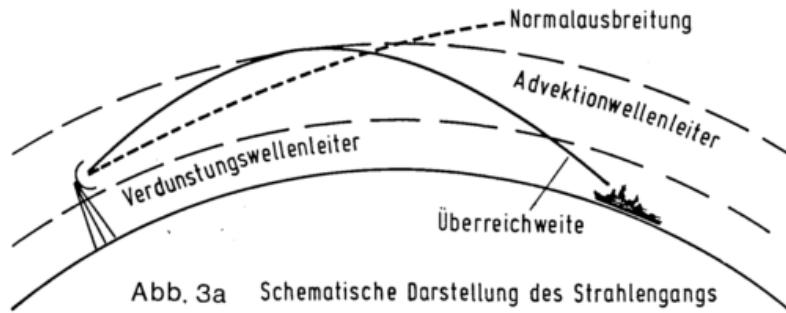 Normalausbreitung
Advektionwellenleiter
Verdunstungswellenleiter
Überreichweite
Abb. 3a Schematische Darstellung des Strahlengangs